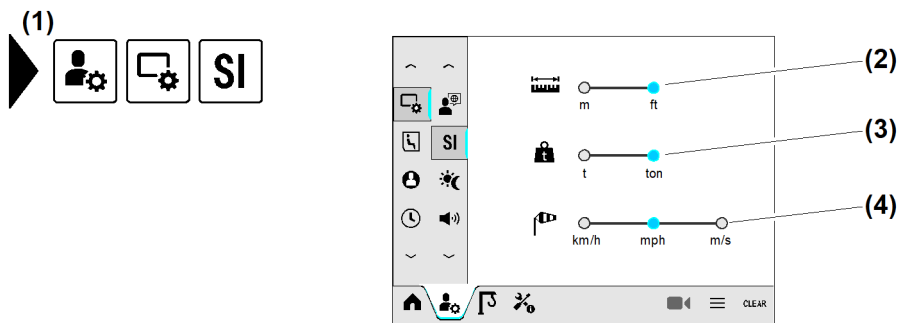 (1)
SI
(2)
m ft
SI
(3)
t
t ton
(4)
km/h mph m/s
CLEAR